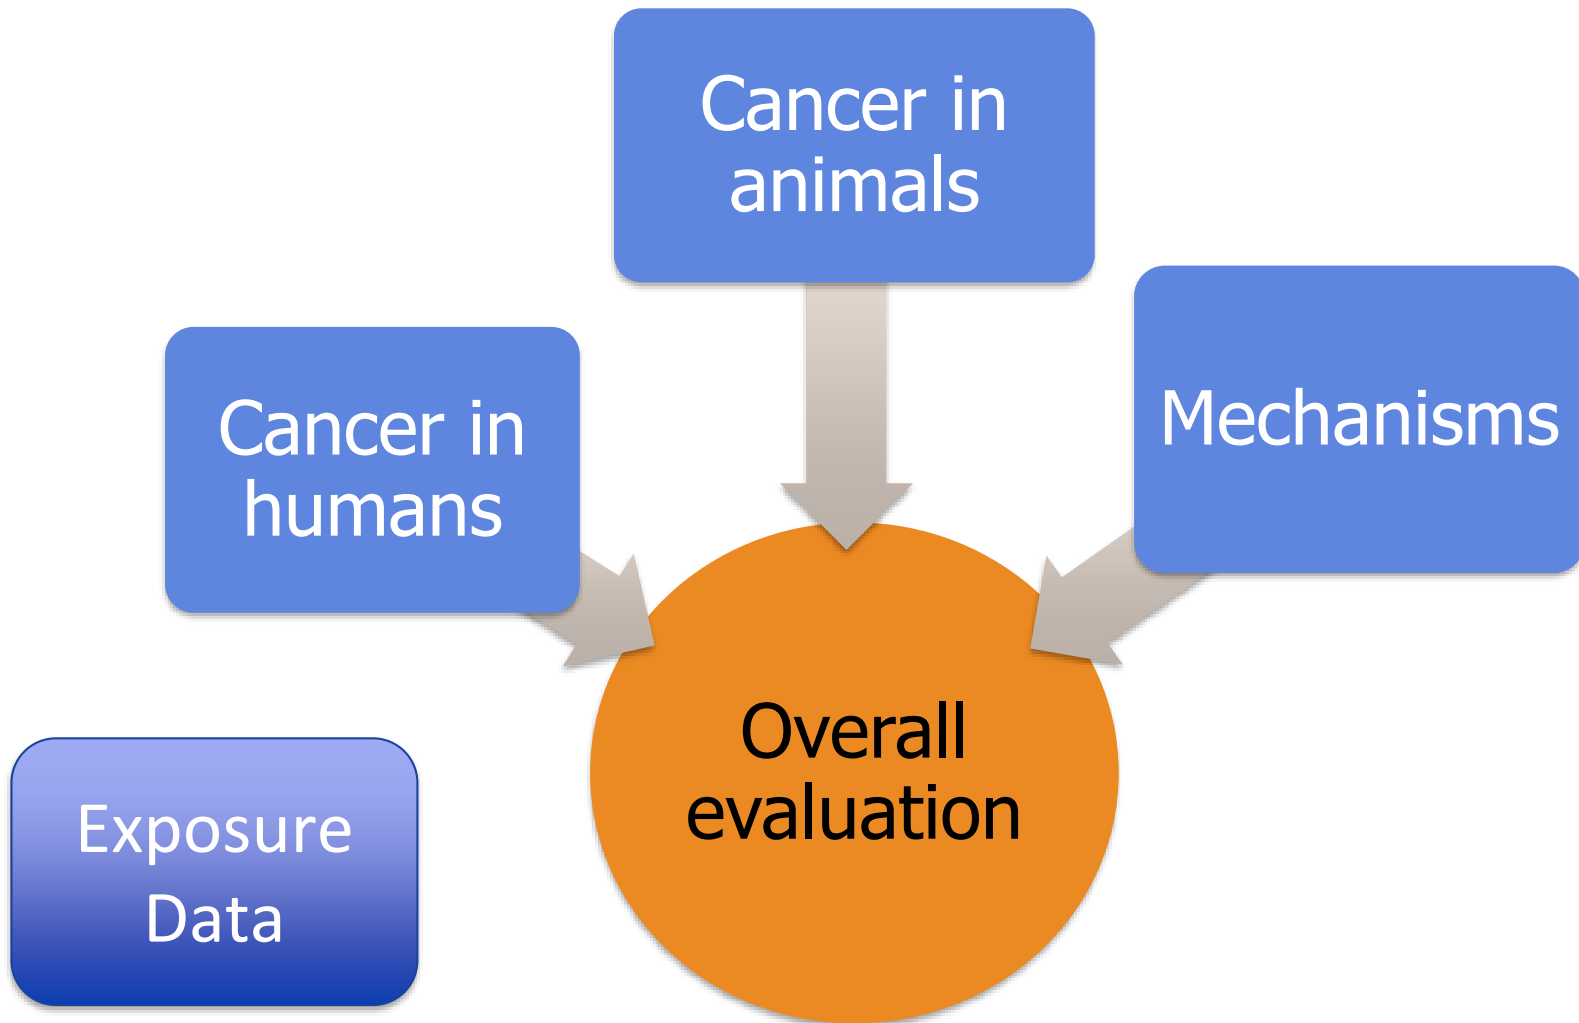 Cancer in
animals
Cancer in
humans
Mechanisms
Overall
evaluation
Exposure
Data